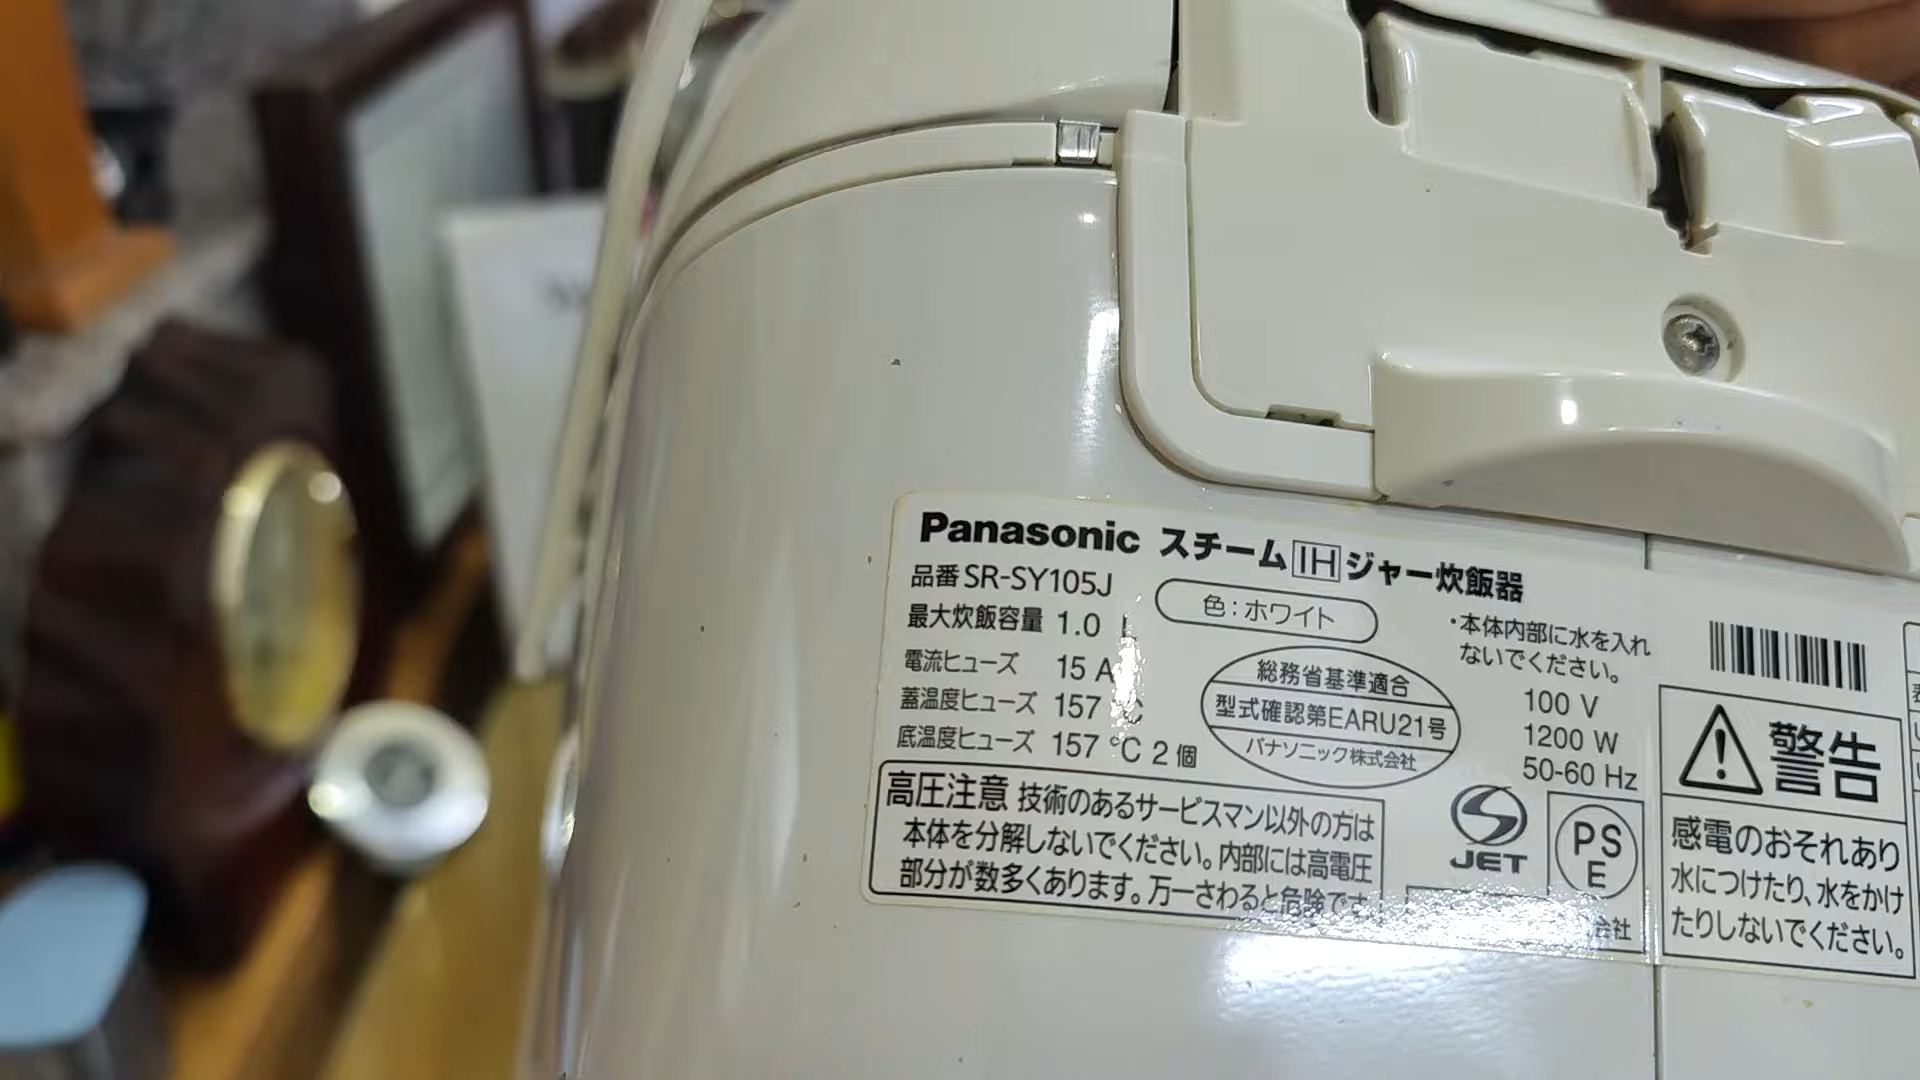 Panasonic スチームIHジャー炊飯器
品番 SR-SY105J
色：ホワイト
最大炊飯容量 1.0 L
電流ヒューズ 15 A
蓋温度ヒューズ 157 ℃
底温度ヒューズ 157 ℃ 2個
総務省基準適合
型式確認第EARU21号
パナソニック株式会社
・本体内部に水を入れ
ないでください。
100 V
1200 W
50-60 Hz
高圧注意 技術のあるサービスマン以外の方は
本体を分解しないでください。内部には高電圧
部分が数多くあります。万一さわると危険です
JET
PS
E
会社
警告
感電のおそれあり
水につけたり、水をかけ
たりしないでください。